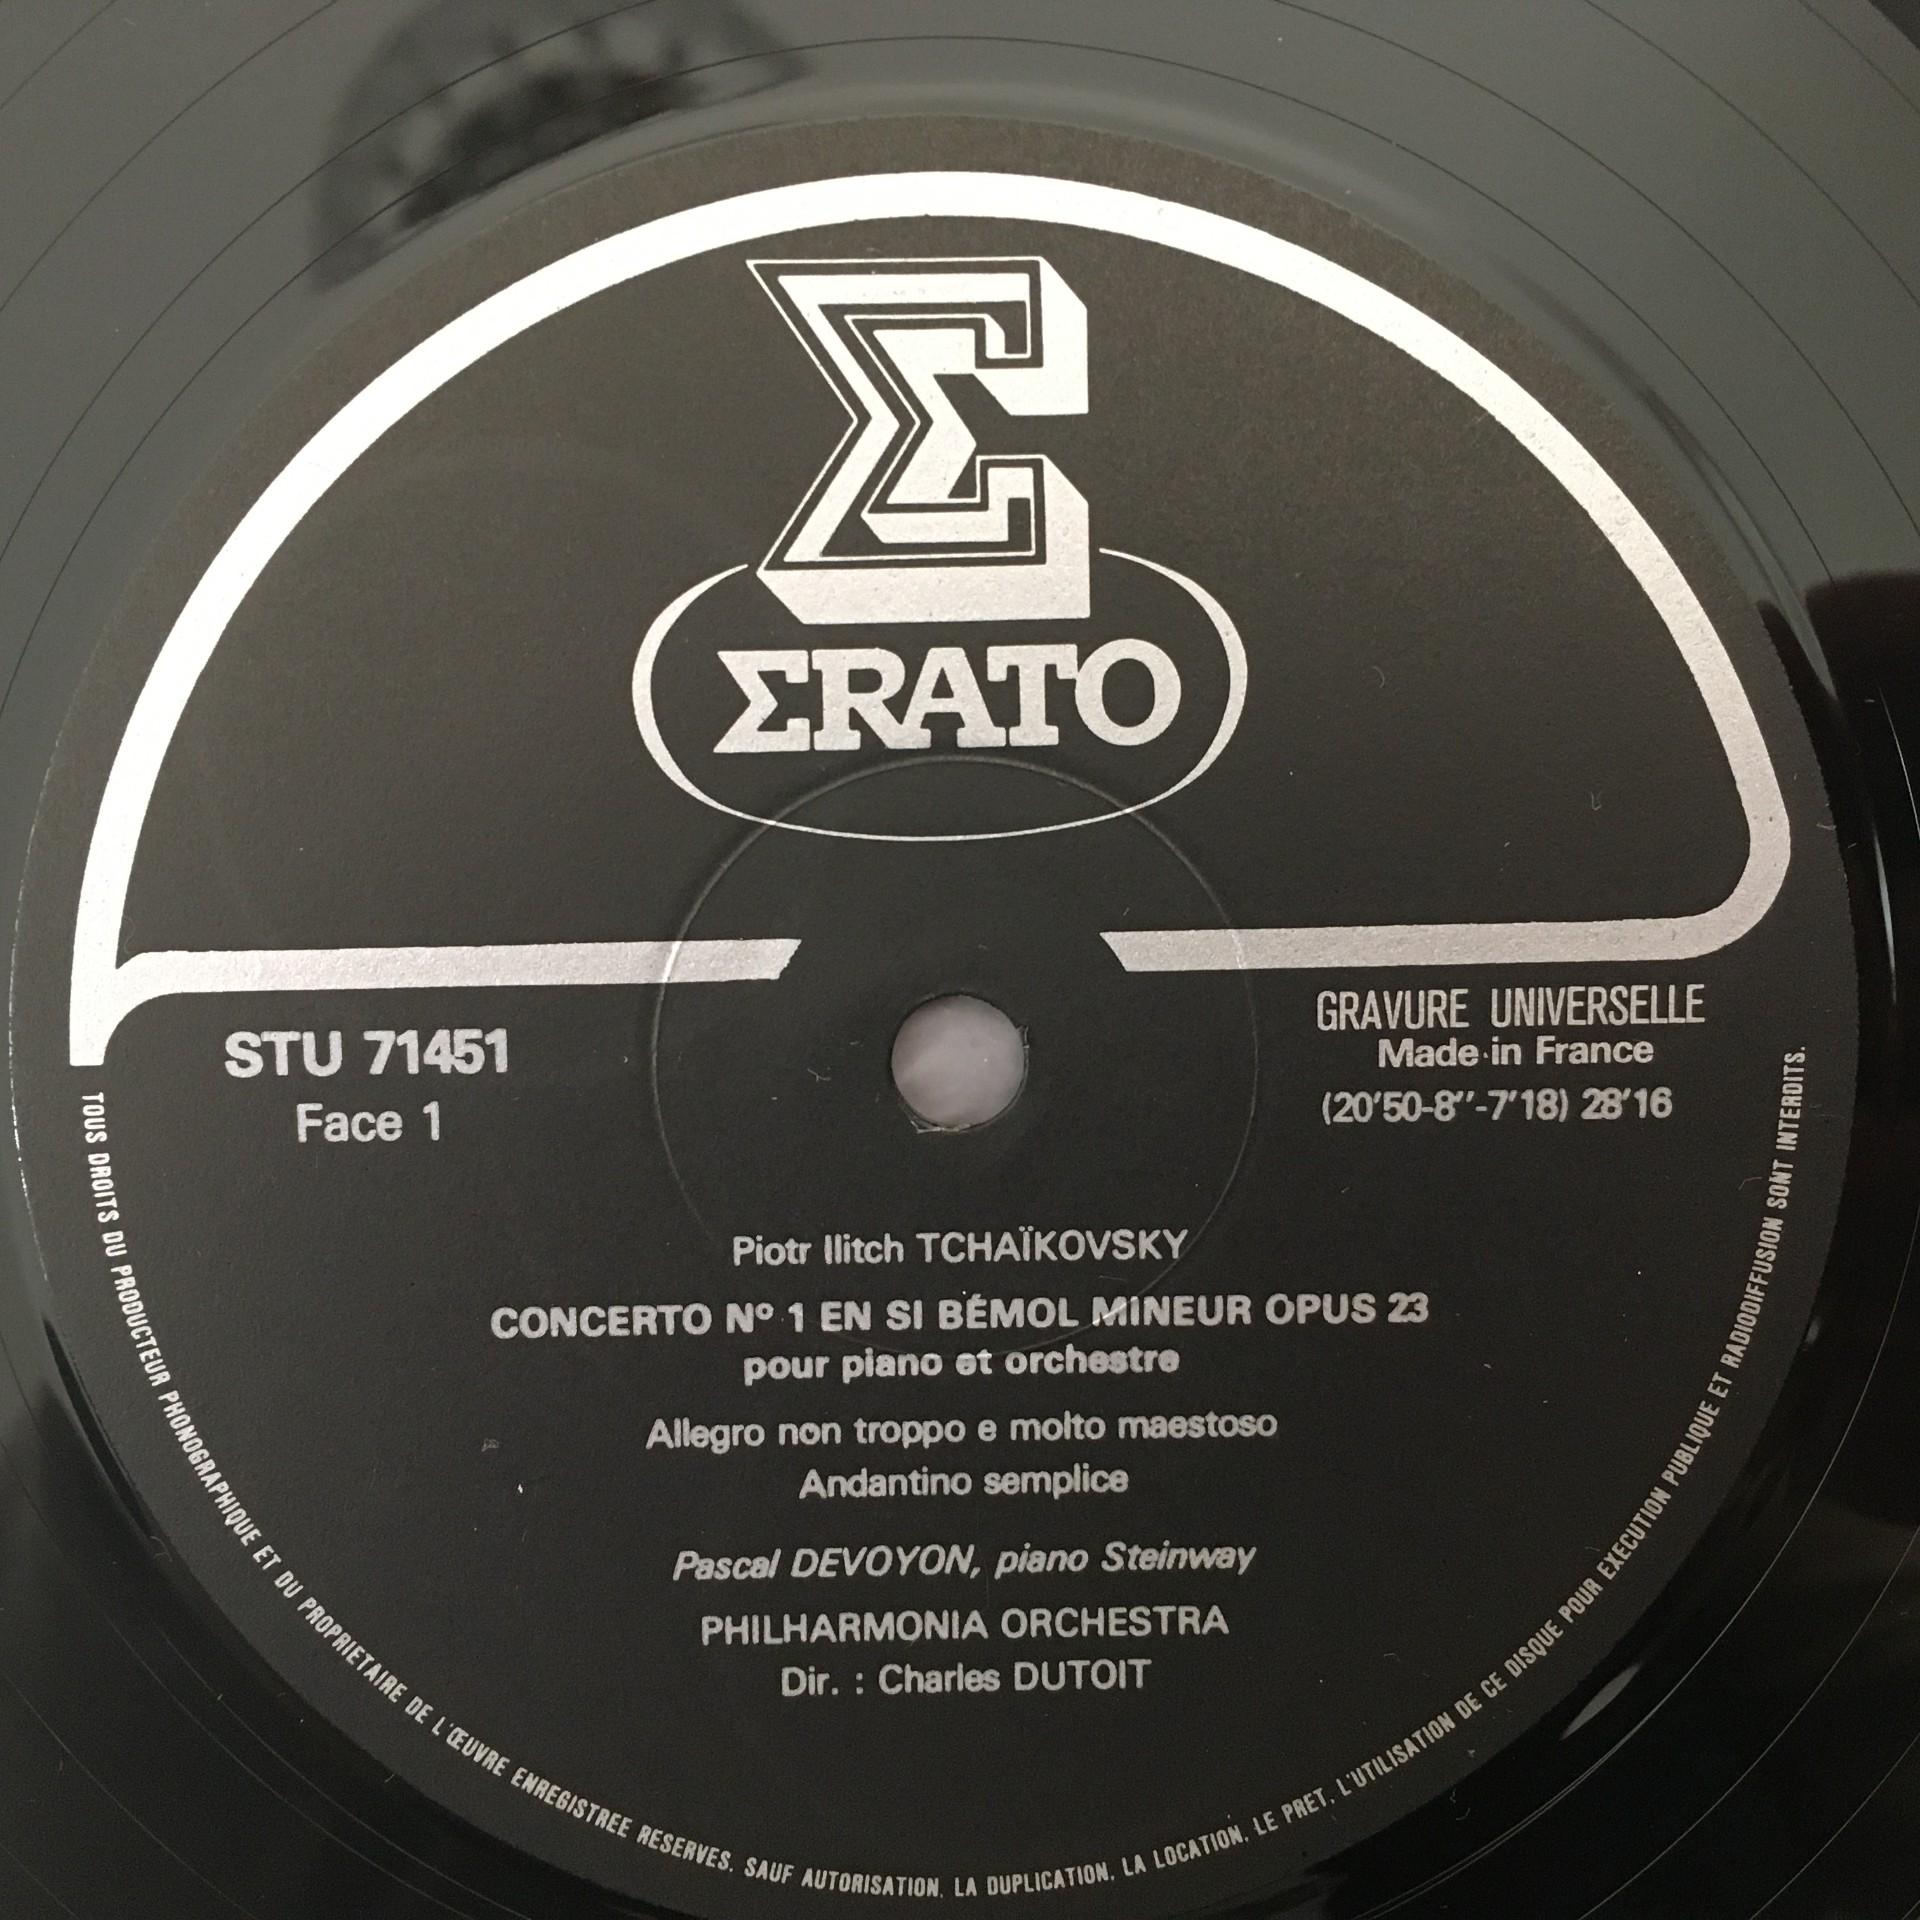 Σ
ΣRATO
STU 71451
Face 1
GRAVURE UNIVERSELLE
Made in France
(20'50-8''-7'18) 28'16
Piotr Ilitch TCHAÏKOVSKY
CONCERTO Nº 1 EN SI BÉMOL MINEUR OPUS 23
pour piano et orchestre
Allegro non troppo e molto maestoso
Andantino semplice
Pascal DEVOYON, piano Steinway
PHILHARMONIA ORCHESTRA
Dir. : Charles DUTOIT
TOUS DROITS DU PRODUCTEUR PHONOGRAPHIQUE ET DU PROPRIETAIRE DE L'ŒUVRE ENREGISTREE RESERVES. SAUF AUTORISATION, LA DUPLICATION, LA LOCATION, LE PRET, L'UTILISATION DE CE DISQUE POUR EXECUTION PUBLIQUE ET RADIODIFFUSION SONT INTERDITS.